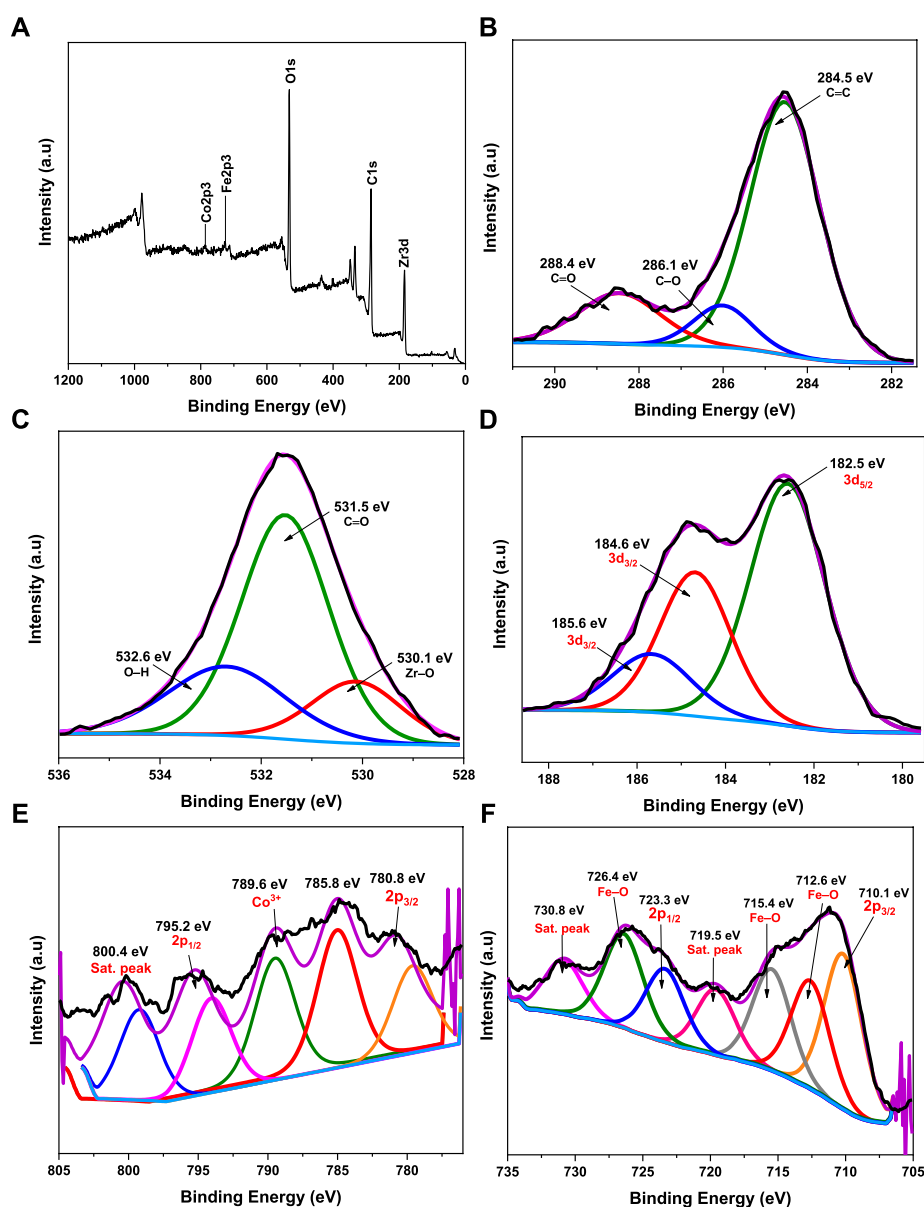 A
Intensity (a.u)
Co2p3
Fe2p3
O1s
C1s
Zr3d
1200 1000 800 600 400 200 0
Binding Energy (eV)
B
Intensity (a.u)
284.5 eV
C=C
288.4 eV
C=O
286.1 eV
C–O
290 288 286 284 282
Binding Energy (eV)
C
Intensity (a.u)
531.5 eV
C=O
532.6 eV
O–H
530.1 eV
Zr–O
536 534 532 530 528
Binding Energy (eV)
D
Intensity (a.u)
182.5 eV
3d5/2
184.6 eV
3d3/2
185.6 eV
3d3/2
188 186 184 182 180
Binding Energy (eV)
E
Intensity (a.u)
800.4 eV
Sat. peak
795.2 eV
2p1/2
789.6 eV
Co3+
785.8 eV
780.8 eV
2p3/2
805 800 795 790 785 780
Binding Energy (eV)
F
Intensity (a.u)
730.8 eV
Sat. peak
726.4 eV
Fe–O
723.3 eV
2p1/2
719.5 eV
Sat. peak
715.4 eV
Fe–O
712.6 eV
Fe–O
710.1 eV
2p3/2
735 730 725 720 715 710 705
Binding Energy (eV)